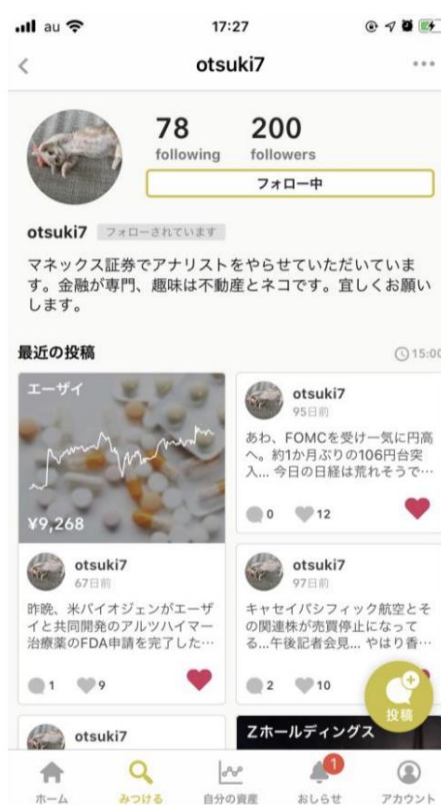 au
17:27
otsuki7
78
200
following
followers
フォロー中
otsuki7 フォローされています
マネックス証券でアナリストをやらせていただいていま
す。金融が専門、趣味は不動産とネコです。宜しくお願い
します。
最近の投稿
15:00
エーザイ
¥9,268
otsuki7
67日前
昨晩、米バイオジェンがエーザ
イと共同開発のアルツハイマー
治療薬のFDA申請を完了した…
1
9
otsuki7
95日前
あわ、FOMCを受け一気に円高
へ。約1か月ぶりの106円台突
入... 今日の日経は荒れそうで…
0
12
otsuki7
97日前
キャセイパシフィック航空とそ
の関連株が売買停止になって
る...午後記者会見... やはり香…
2
10
otsuki7
Zホールディングス
投稿
1
ホーム
みつける
自分の資産
おしらせ
アカウント